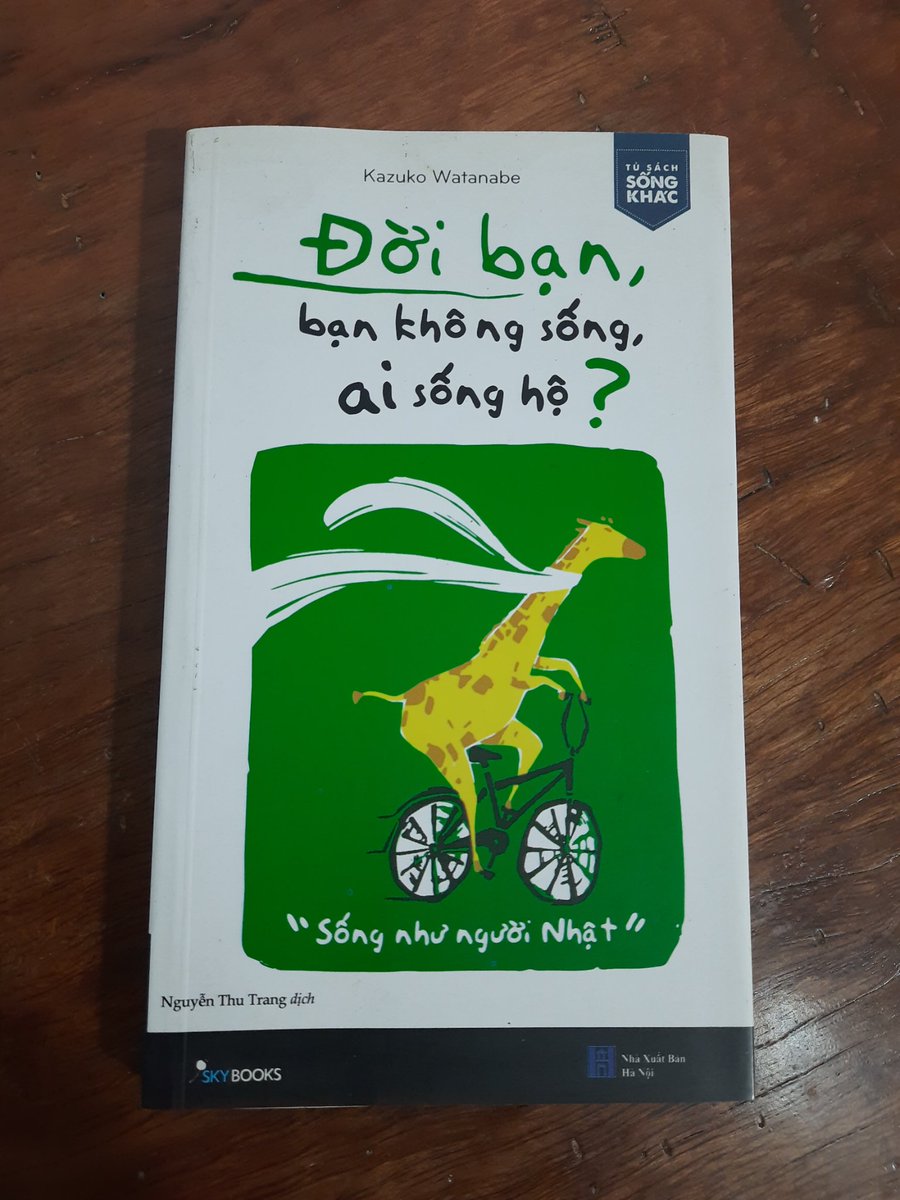 Kazuko Watanabe
TỦ SÁCH
SỐNG
KHÁC
Đời bạn,
bạn không sống,
ai sống hộ?
"Sống như người Nhật"
Nguyễn Thu Trang dịch
SKYBOOKS
Nhà Xuất Bản
Hà Nội